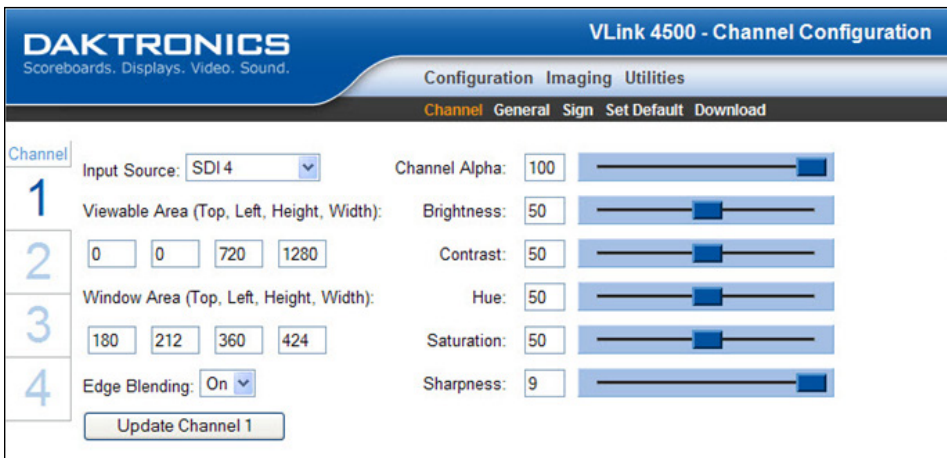 DAKTRONICS
Scoreboards. Displays. Video. Sound.
VLink 4500 - Channel Configuration
Configuration Imaging Utilities
Channel General Sign Set Default Download
Channel
1
2
3
4
Input Source: SDI 4
Viewable Area (Top, Left, Height, Width):
0 0 720 1280
Window Area (Top, Left, Height, Width):
180 212 360 424
Edge Blending: On
Update Channel 1
Channel Alpha: 100
Brightness: 50
Contrast: 50
Hue: 50
Saturation: 50
Sharpness: 9